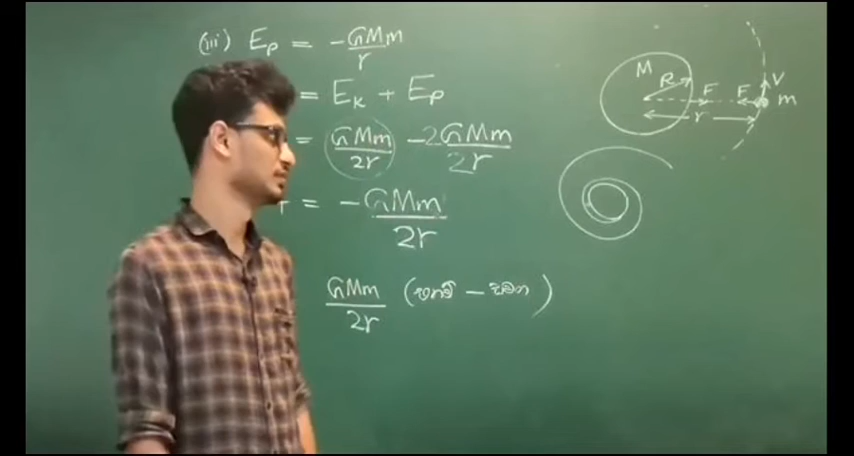 (iii) Eₚ = -GMm/r
= Eₖ + Eₚ
= GMm/2r - 2GMm/2r
T = -GMm/2r
GMm/2r
M R F F V m
r